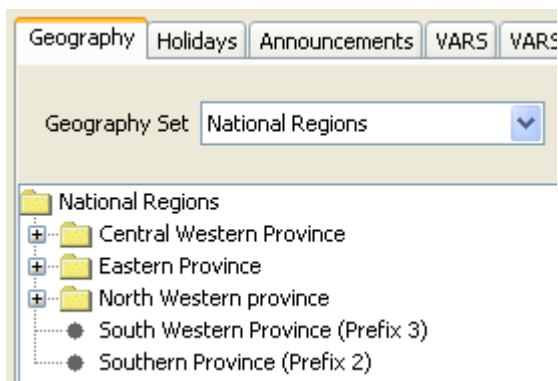 Geography Holidays Announcements VARS VARS
Geography Set National Regions
National Regions
Central Western Province
Eastern Province
North Western province
South Western Province (Prefix 3)
Southern Province (Prefix 2)